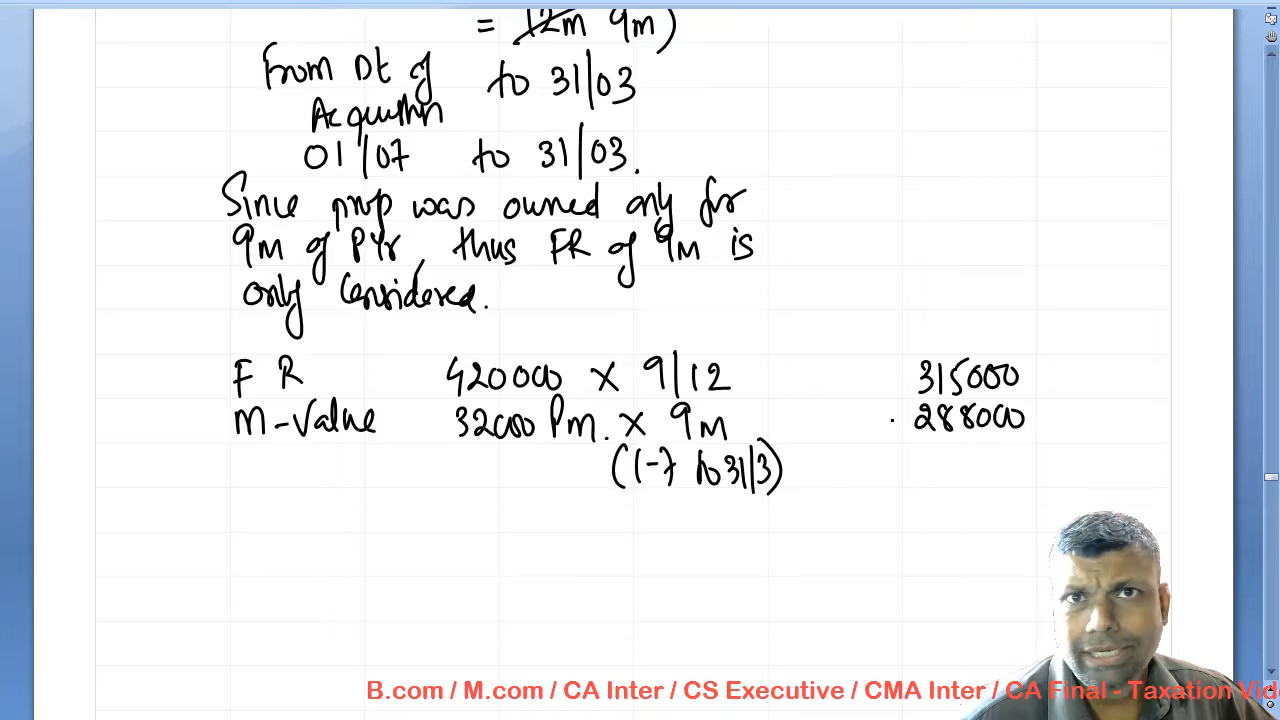 = 12m 9m)
From Dt of to 31/03
Acquisition
01/07 to 31/03.
Since prop was owned only for
9m of PYr, thus FR of 9M is
only Considered.
F R 420000 X 9/12 315000
M-Value 32000 Pm. X 9M 288000
(1-7 to 31/3)
B.com / M.com / CA Inter / CS Executive / CMA Inter / CA Final - Taxation Vid